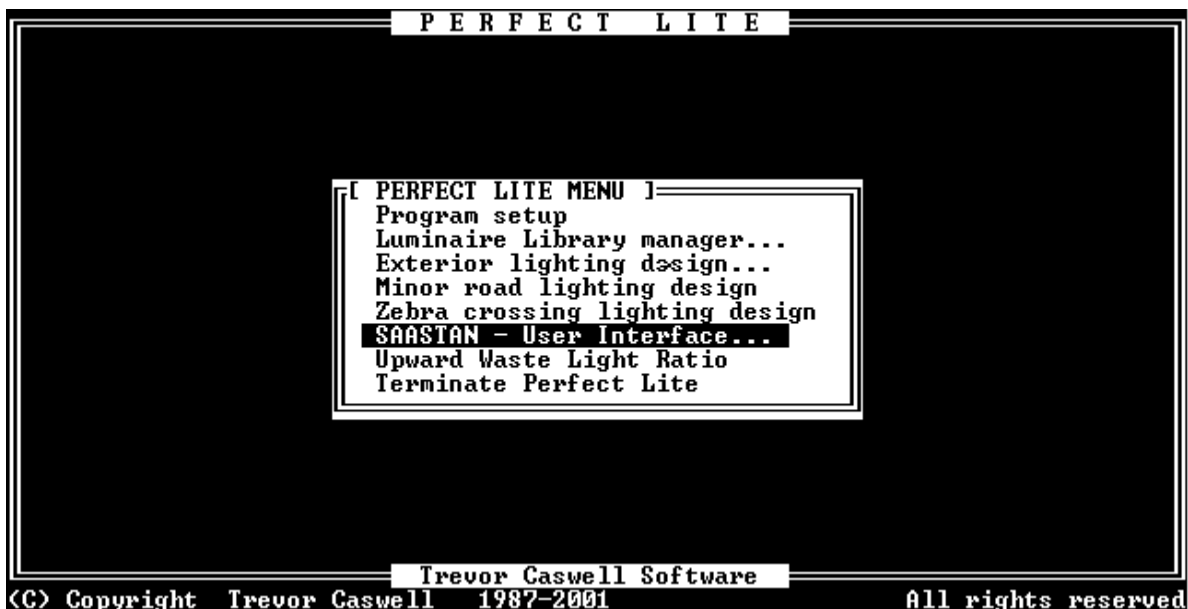 P E R F E C T   L I T E
[ PERFECT LITE MENU ]
Program setup
Luminaire Library manager...
Exterior lighting design...
Minor road lighting design
Zebra crossing lighting design
SAASTAN - User Interface...
Upward Waste Light Ratio
Terminate Perfect Lite
Trevor Caswell Software
(C) Copyright Trevor Caswell 1987-2001 All rights reserved